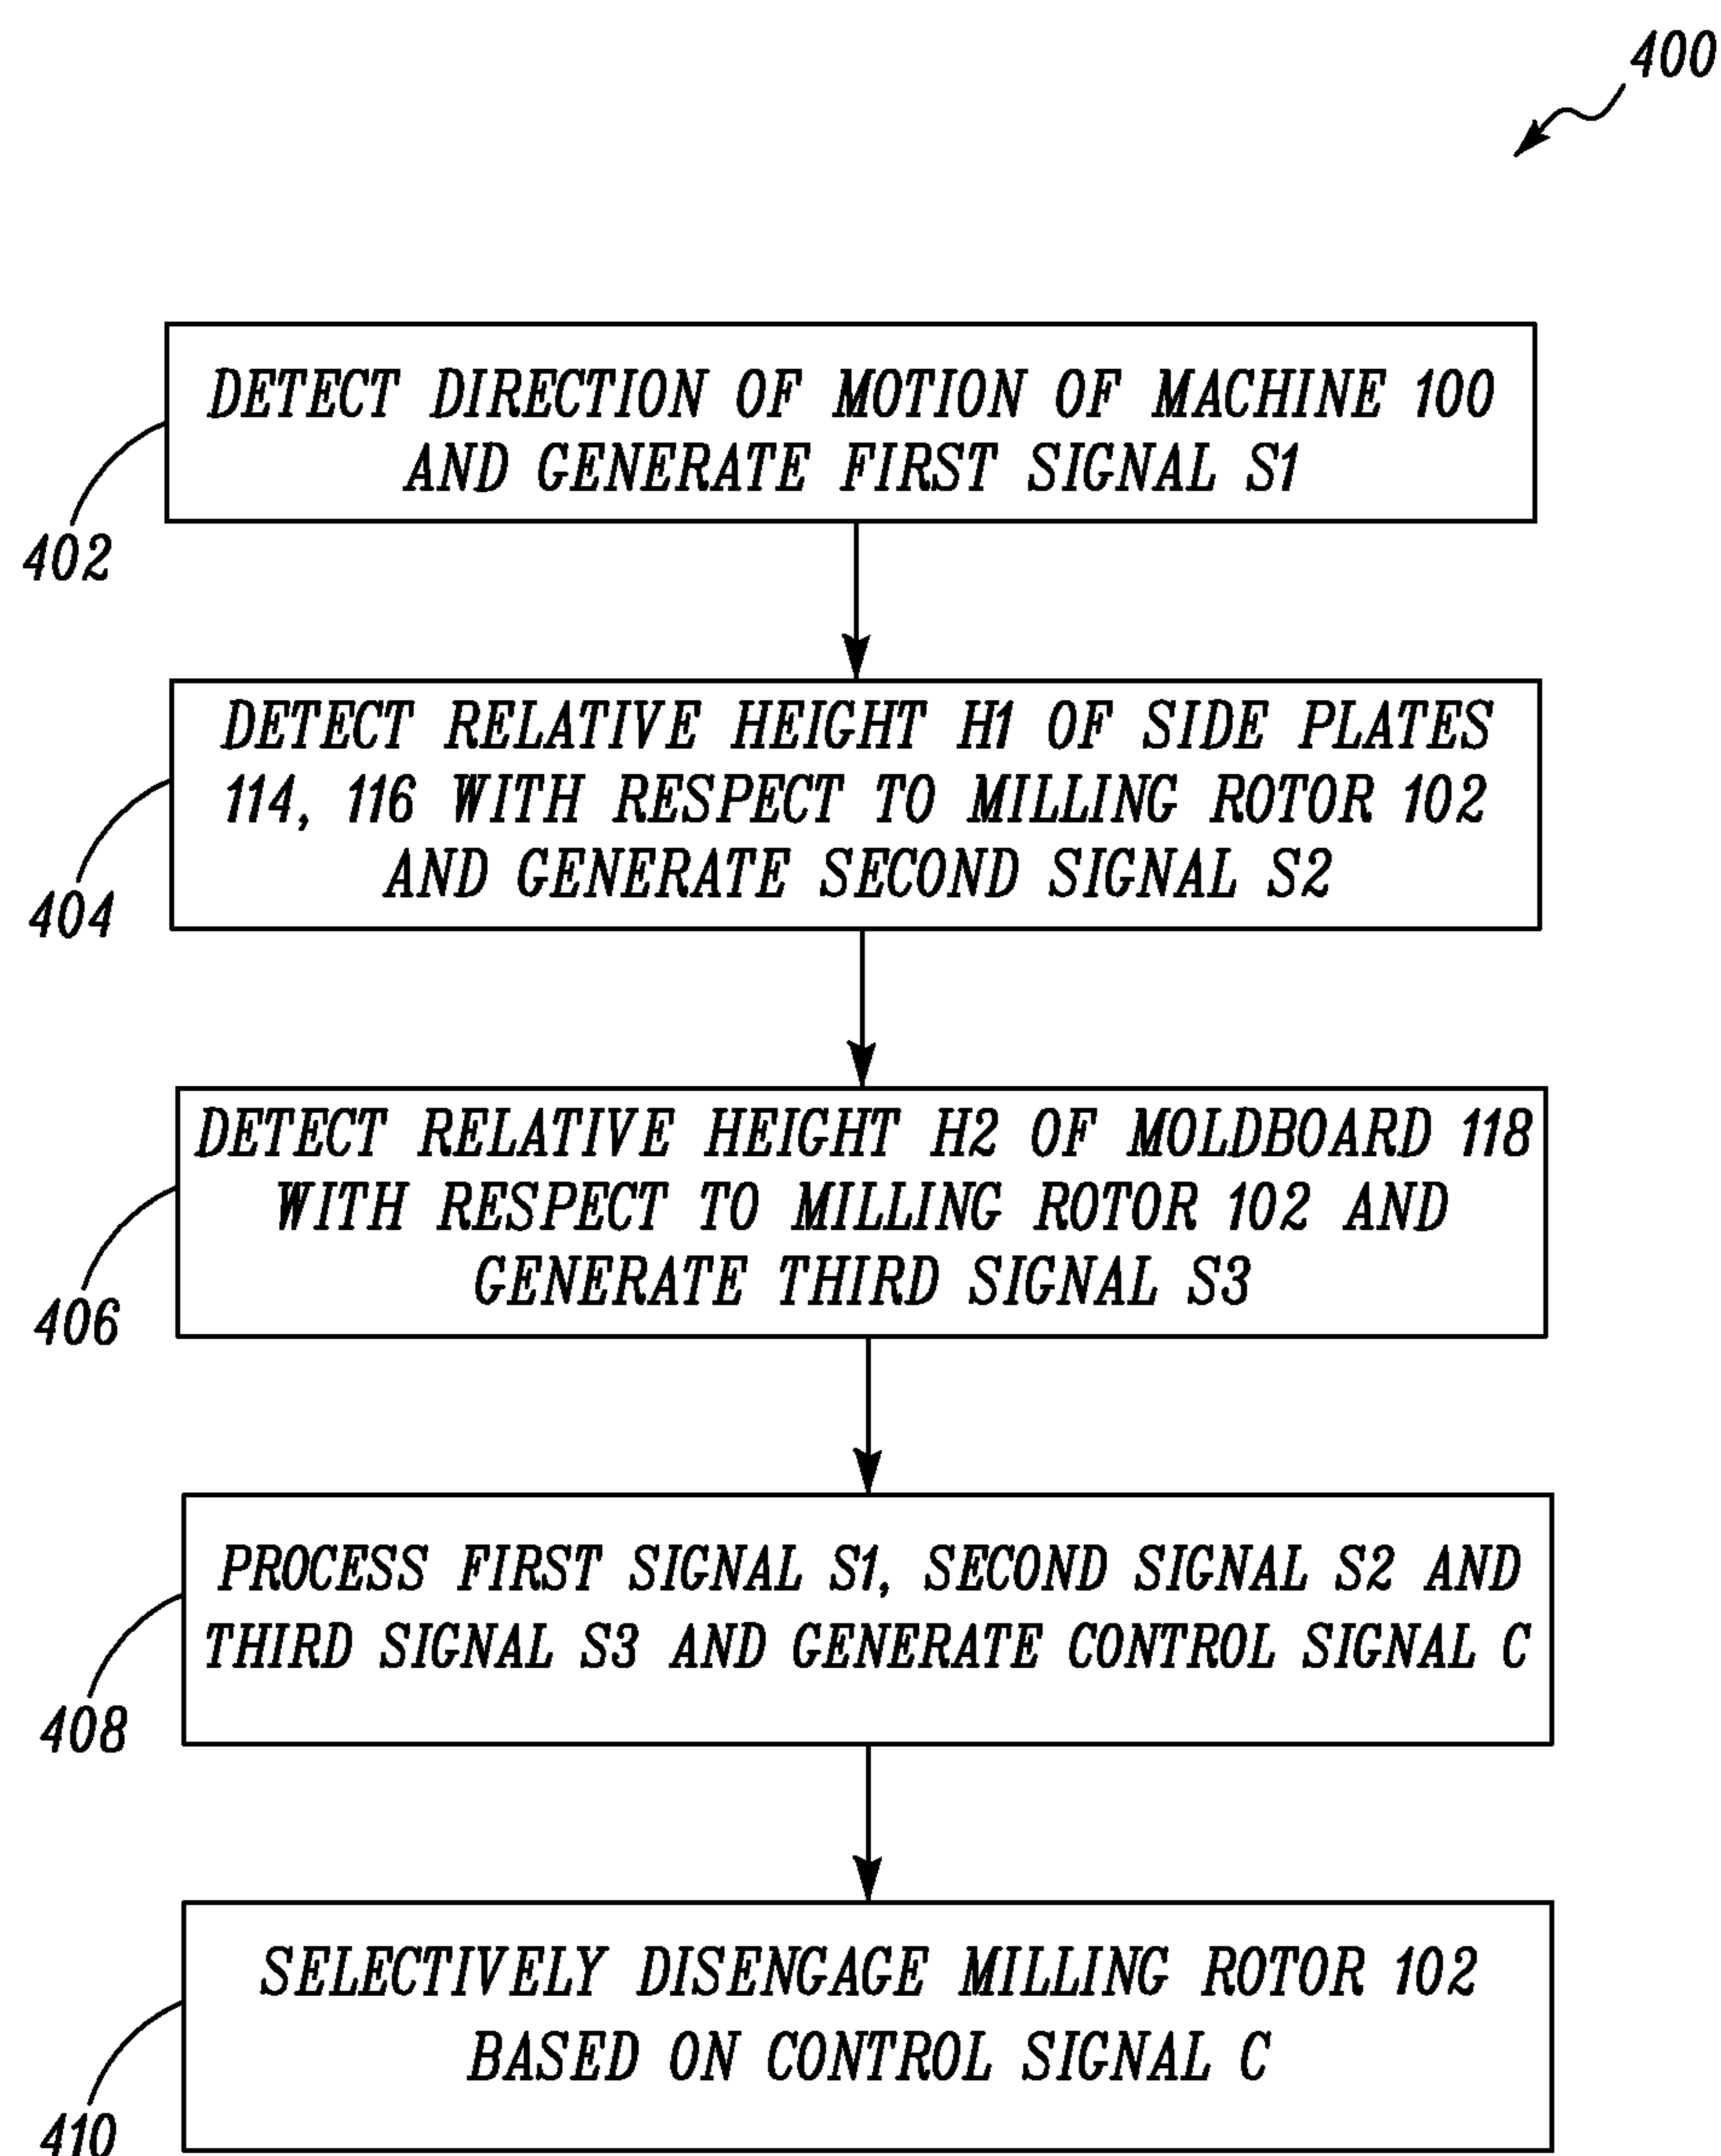 400
DETECT DIRECTION OF MOTION OF MACHINE 100
AND GENERATE FIRST SIGNAL S1
402
DETECT RELATIVE HEIGHT H1 OF SIDE PLATES
114, 116 WITH RESPECT TO MILLING ROTOR 102
AND GENERATE SECOND SIGNAL S2
404
DETECT RELATIVE HEIGHT H2 OF MOLDBOARD 118
WITH RESPECT TO MILLING ROTOR 102 AND
GENERATE THIRD SIGNAL S3
406
PROCESS FIRST SIGNAL S1, SECOND SIGNAL S2 AND
THIRD SIGNAL S3 AND GENERATE CONTROL SIGNAL C
408
SELECTIVELY DISENGAGE MILLING ROTOR 102
BASED ON CONTROL SIGNAL C
410